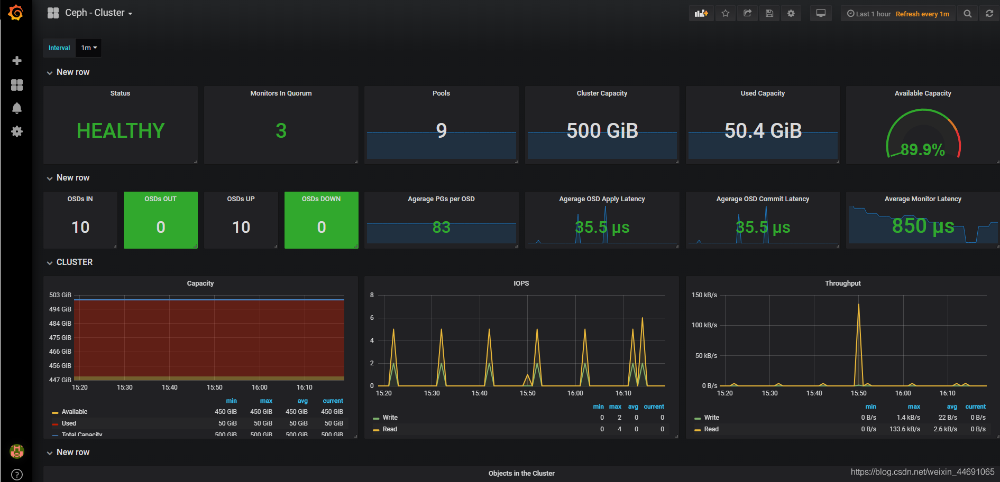 Ceph - Cluster
Last 1 hour Refresh every 1m
Interval 1m
New row
Status
HEALTHY
Monitors In Quorum
3
Pools
9
Cluster Capacity
500 GiB
Used Capacity
50.4 GiB
Available Capacity
89.9%
New row
OSDs IN
10
OSDs OUT
0
OSDs UP
10
OSDs DOWN
0
Agerage PGs per OSD
83
Agerage OSD Apply Latency
35.5 µs
Agerage OSD Commit Latency
35.5 µs
Average Monitor Latency
850 µs
CLUSTER
Capacity
503 GiB
494 GiB
484 GiB
475 GiB
466 GiB
456 GiB
447 GiB
15:20 15:30 15:40 15:50 16:00 16:10
min max avg current
Available 450 GiB 450 GiB 450 GiB 450 GiB
Used 50 GiB 50 GiB 50 GiB 50 GiB
Total Capacity 500 GiB 500 GiB 500 GiB 500 GiB
IOPS
8
6
4
2
0
15:20 15:30 15:40 15:50 16:00 16:10
min max avg current
Write 0 2 0 0
Read 0 4 0 0
Throughput
150 kB/s
100 kB/s
50 kB/s
0 B/s
15:20 15:30 15:40 15:50 16:00 16:10
min max avg current
Write 0 B/s 1.4 kB/s 22 B/s 0 B/s
Read 0 B/s 133.6 kB/s 2.6 kB/s 0 B/s
New row
Objects in the Cluster
?
https://blog.csdn.net/weixin_44691065